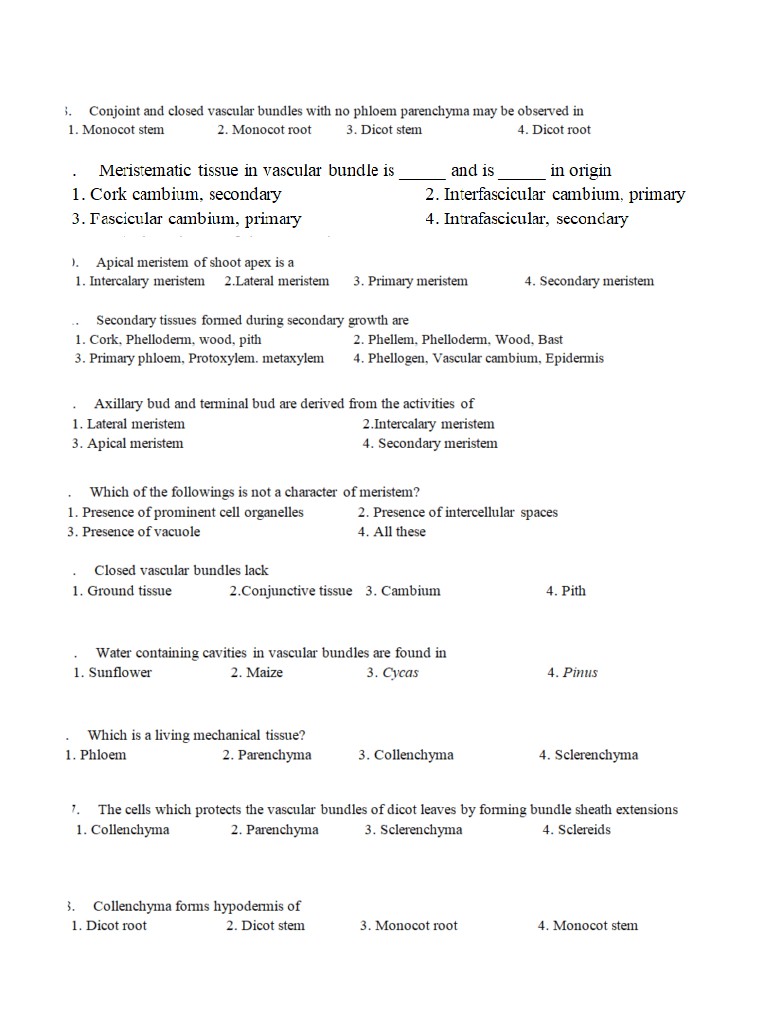 . Conjoint and closed vascular bundles with no phloem parenchyma may be observed in
1. Monocot stem 2. Monocot root 3. Dicot stem 4. Dicot root
. Meristematic tissue in vascular bundle is _____ and is _____ in origin
1. Cork cambium, secondary 2. Interfascicular cambium, primary
3. Fascicular cambium, primary 4. Intrafascicular, secondary
. Apical meristem of shoot apex is a
1. Intercalary meristem 2.Lateral meristem 3. Primary meristem 4. Secondary meristem
. Secondary tissues formed during secondary growth are
1. Cork, Phelloderm, wood, pith 2. Phellem, Phelloderm, Wood, Bast
3. Primary phloem, Protoxylem. metaxylem 4. Phellogen, Vascular cambium, Epidermis
. Axillary bud and terminal bud are derived from the activities of
1. Lateral meristem 2.Intercalary meristem
3. Apical meristem 4. Secondary meristem
. Which of the followings is not a character of meristem?
1. Presence of prominent cell organelles 2. Presence of intercellular spaces
3. Presence of vacuole 4. All these
. Closed vascular bundles lack
1. Ground tissue 2.Conjunctive tissue 3. Cambium 4. Pith
. Water containing cavities in vascular bundles are found in
1. Sunflower 2. Maize 3. Cycas 4. Pinus
. Which is a living mechanical tissue?
1. Phloem 2. Parenchyma 3. Collenchyma 4. Sclerenchyma
7. The cells which protects the vascular bundles of dicot leaves by forming bundle sheath extensions
1. Collenchyma 2. Parenchyma 3. Sclerenchyma 4. Sclereids
. Collenchyma forms hypodermis of
1. Dicot root 2. Dicot stem 3. Monocot root 4. Monocot stem